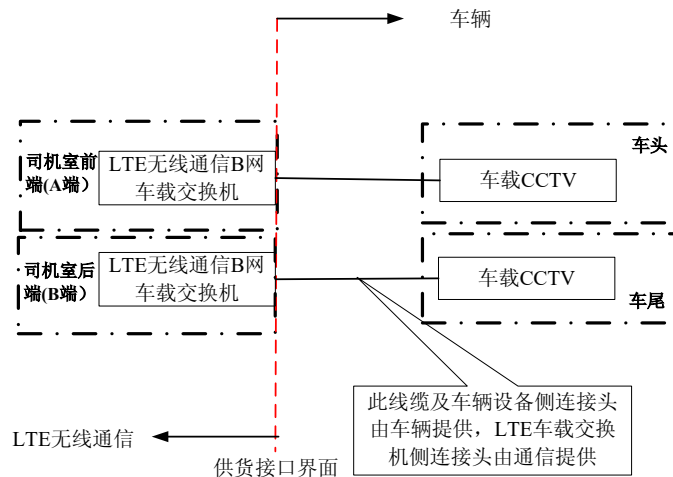 车辆
司机室前
端(A端）
LTE无线通信B网
车载交换机
车头
车载CCTV
司机室后
端(B端）
LTE无线通信B网
车载交换机
车载CCTV
车尾
此线缆及车辆设备侧连接头
由车辆提供，LTE车载交换
机侧连接头由通信提供
LTE无线通信
供货接口界面